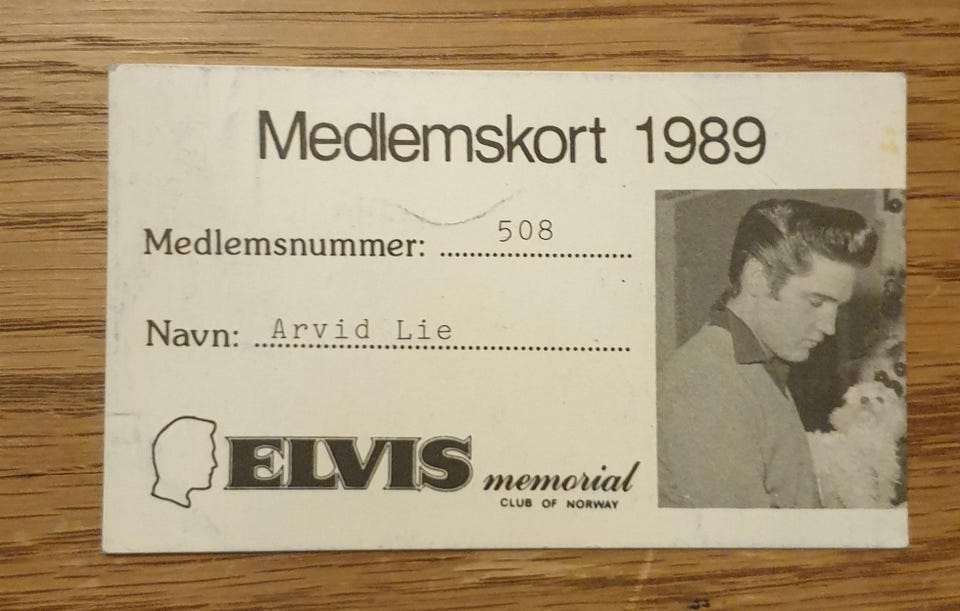 Medlemskort 1989
Medlemsnummer: 508
Navn: Arvid Lie
ELVIS memorial
CLUB OF NORWAY